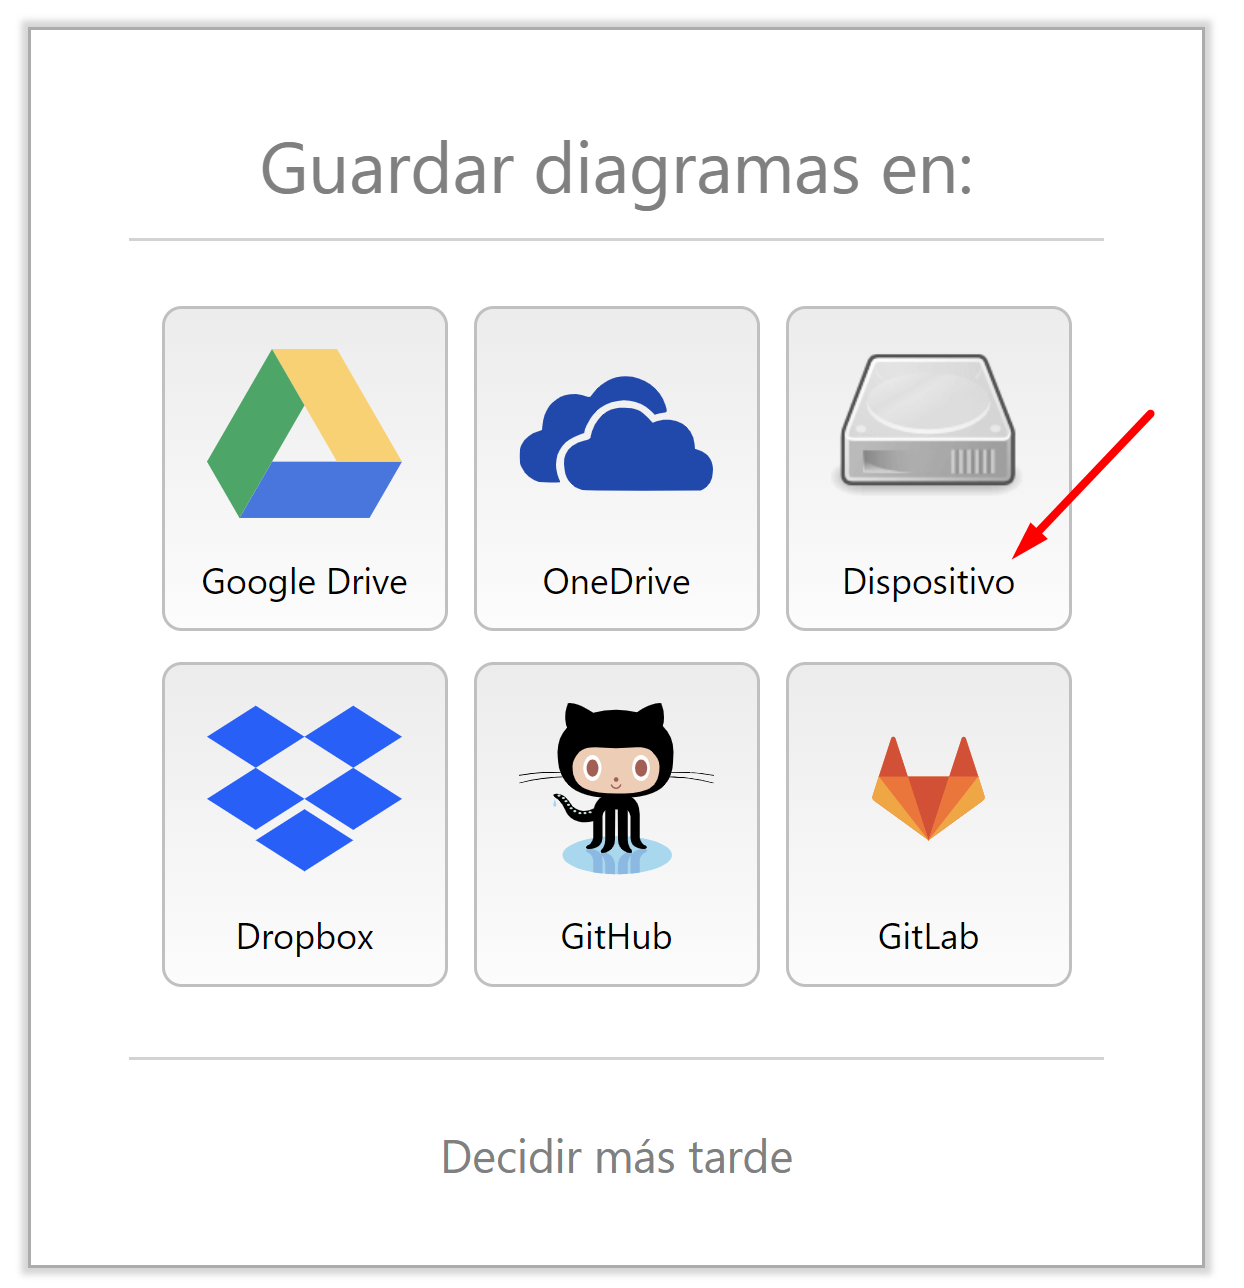 Guardar diagramas en:
Google Drive
OneDrive
Dispositivo
Dropbox
GitHub
GitLab
Decidir más tarde